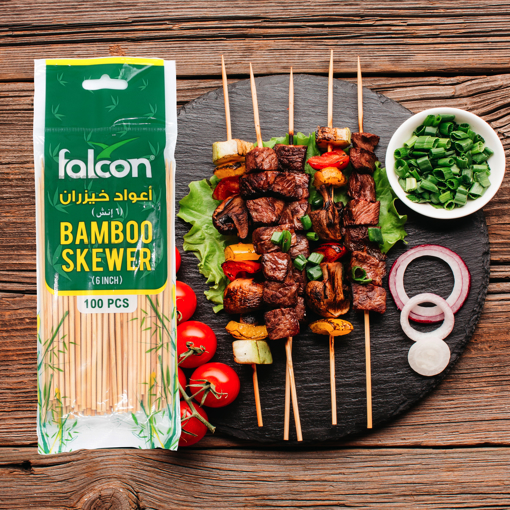 falcon
أعواد خيزران
(٦ إنش)
BAMBOO
SKEWER
(6 INCH)
100 PCS